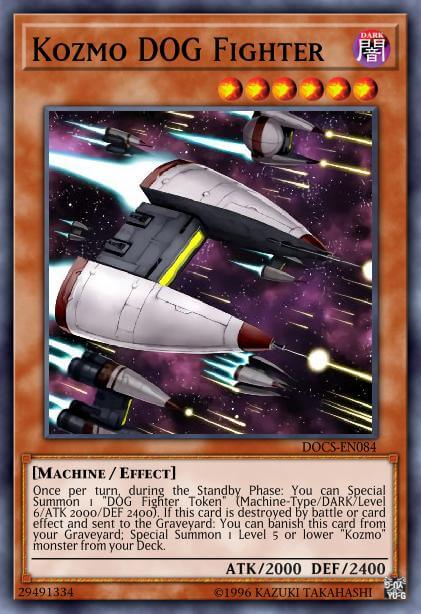 Kozmo DOG Fighter
DARK
闇
DOCS-EN084
[Machine / Effect]
Once per turn, during the Standby Phase: You can Special
Summon 1 "DOG Fighter Token" (Machine-Type/DARK/Level
6/ATK 2000/DEF 2400). If this card is destroyed by battle or card
effect and sent to the Graveyard: You can banish this card from
your Graveyard; Special Summon 1 Level 5 or lower "Kozmo"
monster from your Deck.
ATK/2000 DEF/2400
29491334
©1996 KAZUKI TAKAHASHI